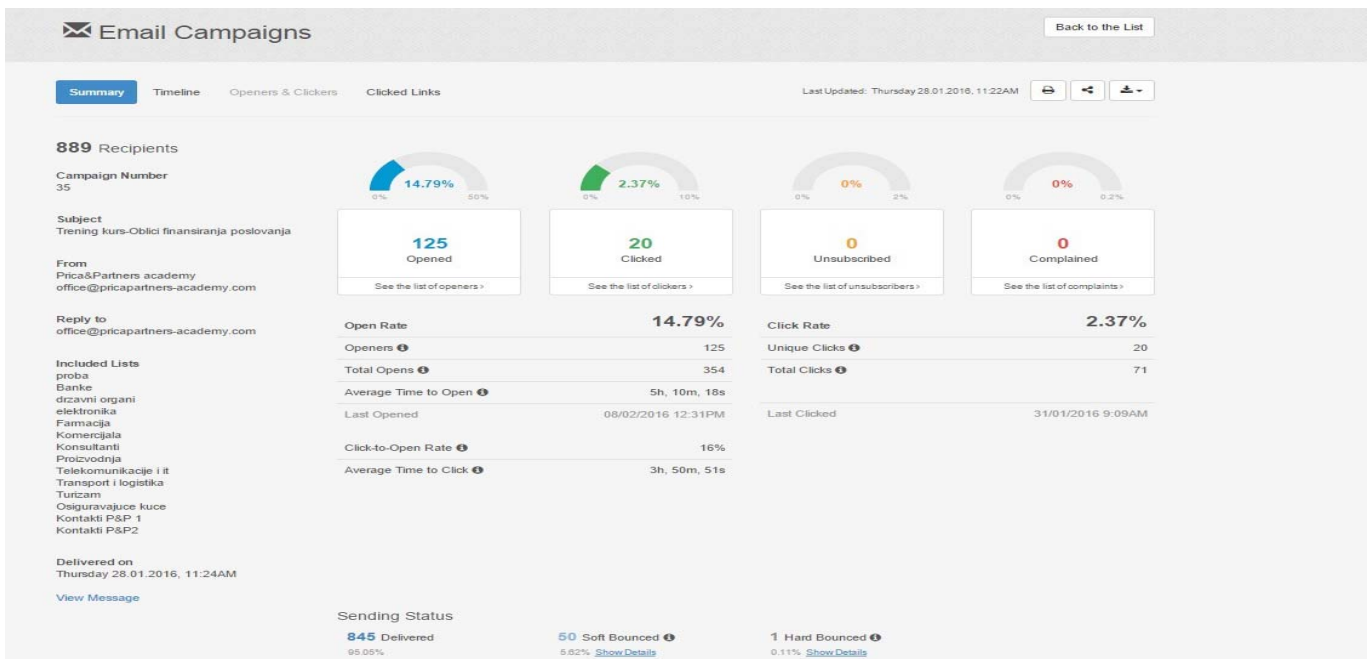 Email Campaigns
Back to the List
Summary Timeline Openers & Clickers Clicked Links
Last Updated: Thursday 28.01.2016, 11:22AM
889 Recipients
Campaign Number
35
Subject
Trening kurs-Oblici finansiranja poslovanja
From
Prica&Partners academy
office@pricapartners-academy.com
Reply to
office@pricapartners-academy.com
Included Lists
proba
Banke
drzavni organi
elektronika
Farmacija
Komercijala
Konsultanti
Proizvodnja
Telekomunikacije i it
Transport i logistika
Turizam
Osiguravajuce kuce
Kontakti P&P 1
Kontakti P&P2
Delivered on
Thursday 28.01.2016, 11:24AM
View Message
14.79%
0% 50%
125
Opened
See the list of openers ›
2.37%
0% 10%
20
Clicked
See the list of clickers ›
0%
0% 2%
0
Unsubscribed
See the list of unsubscribers ›
0%
0% 0.2%
0
Complained
See the list of complaints ›
Open Rate 14.79%
Openers 125
Total Opens 354
Average Time to Open 5h, 10m, 18s
Last Opened 08/02/2016 12:31PM
Click-to-Open Rate 16%
Average Time to Click 3h, 50m, 51s
Click Rate 2.37%
Unique Clicks 20
Total Clicks 71
Last Clicked 31/01/2016 9:09AM
Sending Status
845 Delivered
95.05%
50 Soft Bounced
5.62% Show Details
1 Hard Bounced
0.11% Show Details